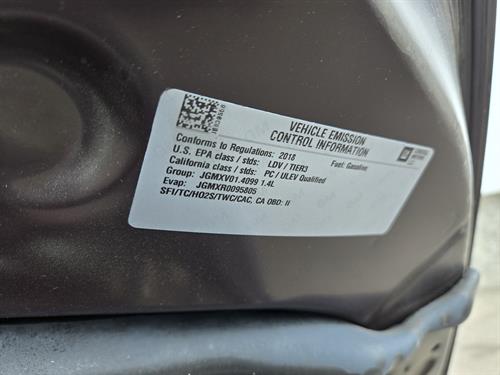 VEHICLE EMISSION
CONTROL INFORMATION
Conforms to Regulations: 2018
Fuel: Gasoline
U.S. EPA class / stds: LDV / TIER3
California class / stds: PC / ULEV Qualified
Group: JGMXV01.4099 1.4L
Evap: JGMXR0095805
SFI/TC/HO2S/TWC/CAC, CA OBD: II